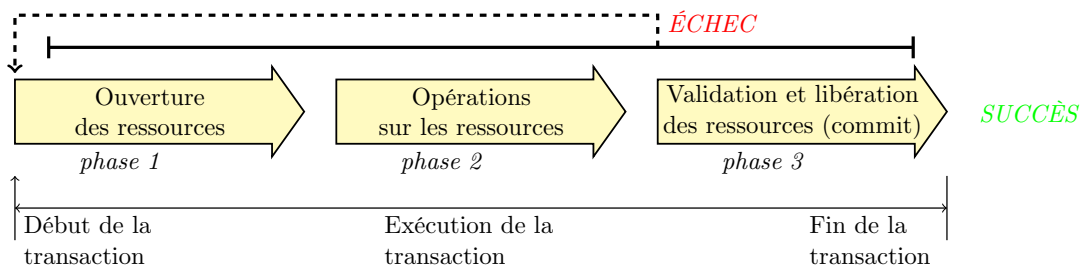 ÉCHEC
Ouverture
des ressources
Opérations
sur les ressources
Validation et libération
des ressources (commit)
SUCCÈS
phase 1
phase 2
phase 3
Début de la
transaction
Exécution de la
transaction
Fin de la
transaction